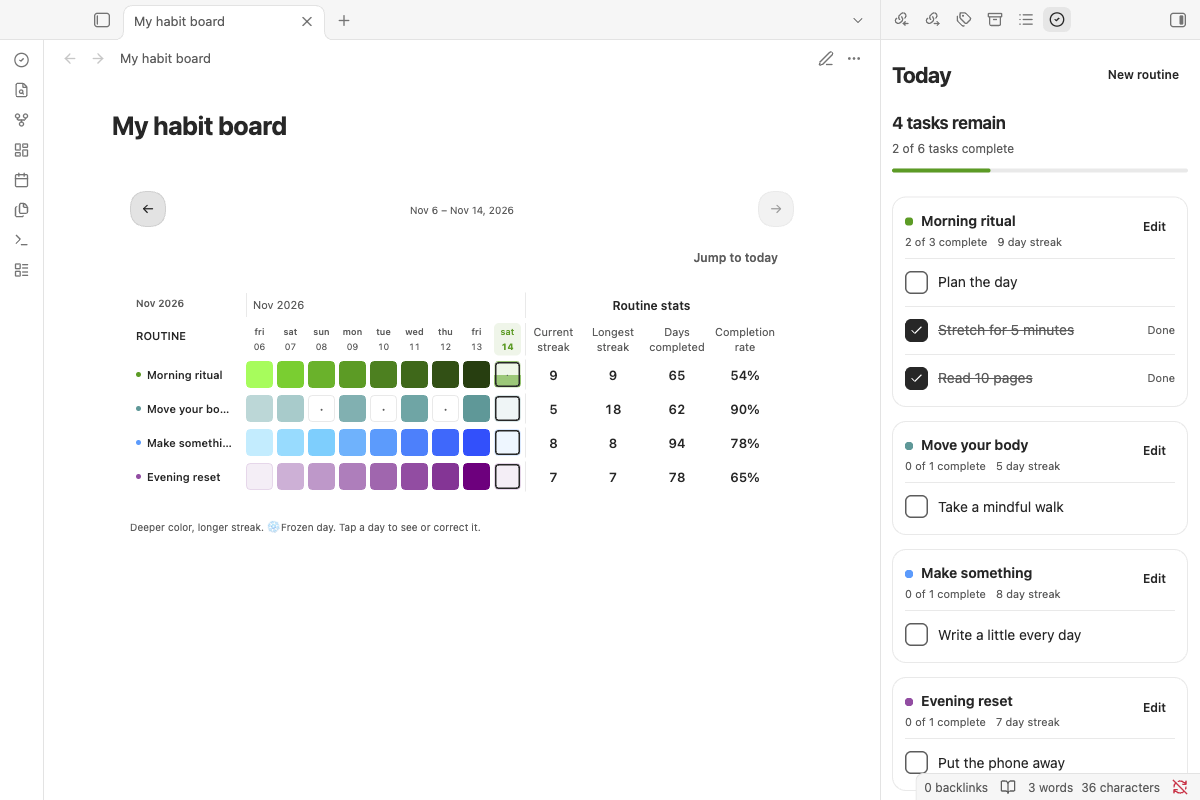 My habit board
My habit board
My habit board
Nov 6 – Nov 14, 2026
Jump to today
Nov 2026
Nov 2026
Routine stats
ROUTINE
fri sat sun mon tue wed thu fri sat
06 07 08 09 10 11 12 13 14
Current streak
Longest streak
Days completed
Completion rate
Morning ritual 9 9 65 54%
Move your bo... 5 18 62 90%
Make somethi... 8 8 94 78%
Evening reset 7 7 78 65%
Deeper color, longer streak. Frozen day. Tap a day to see or correct it.
Today
New routine
4 tasks remain
2 of 6 tasks complete
Morning ritual
Edit
2 of 3 complete 9 day streak
Plan the day
Stretch for 5 minutes Done
Read 10 pages Done
Move your body
Edit
0 of 1 complete 5 day streak
Take a mindful walk
Make something
Edit
0 of 1 complete 8 day streak
Write a little every day
Evening reset
Edit
0 of 1 complete 7 day streak
Put the phone away
0 backlinks 3 words 36 characters